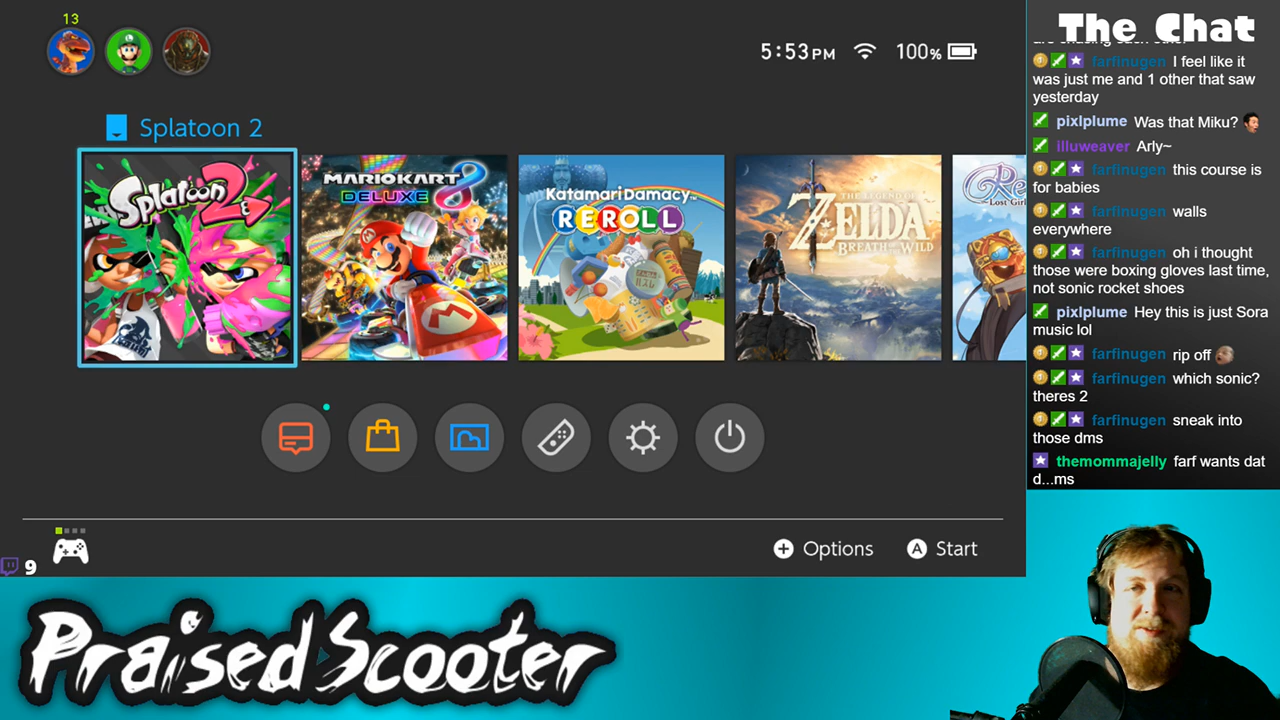 13
5:53PM
100%
Splatoon 2
Splatoon 2
MARIOKART 8
DELUXE
Katamari Damacy
REROLL
THE LEGEND OF
ZELDA
BREATH OF THE WILD
Re
~Lost Girl
Options
Start
9
PraisedScooter
The Chat
farfinugen I feel like it
was just me and 1 other that saw
yesterday
pixlplume Was that Miku?
illuweaver Arly~
farfinugen this course is
for babies
farfinugen walls
everywhere
farfinugen oh i thought
those were boxing gloves last time,
not sonic rocket shoes
pixlplume Hey this is just Sora
music lol
farfinugen rip off
farfinugen which sonic?
theres 2
farfinugen sneak into
those dms
themommajelly farf wants dat
d...ms